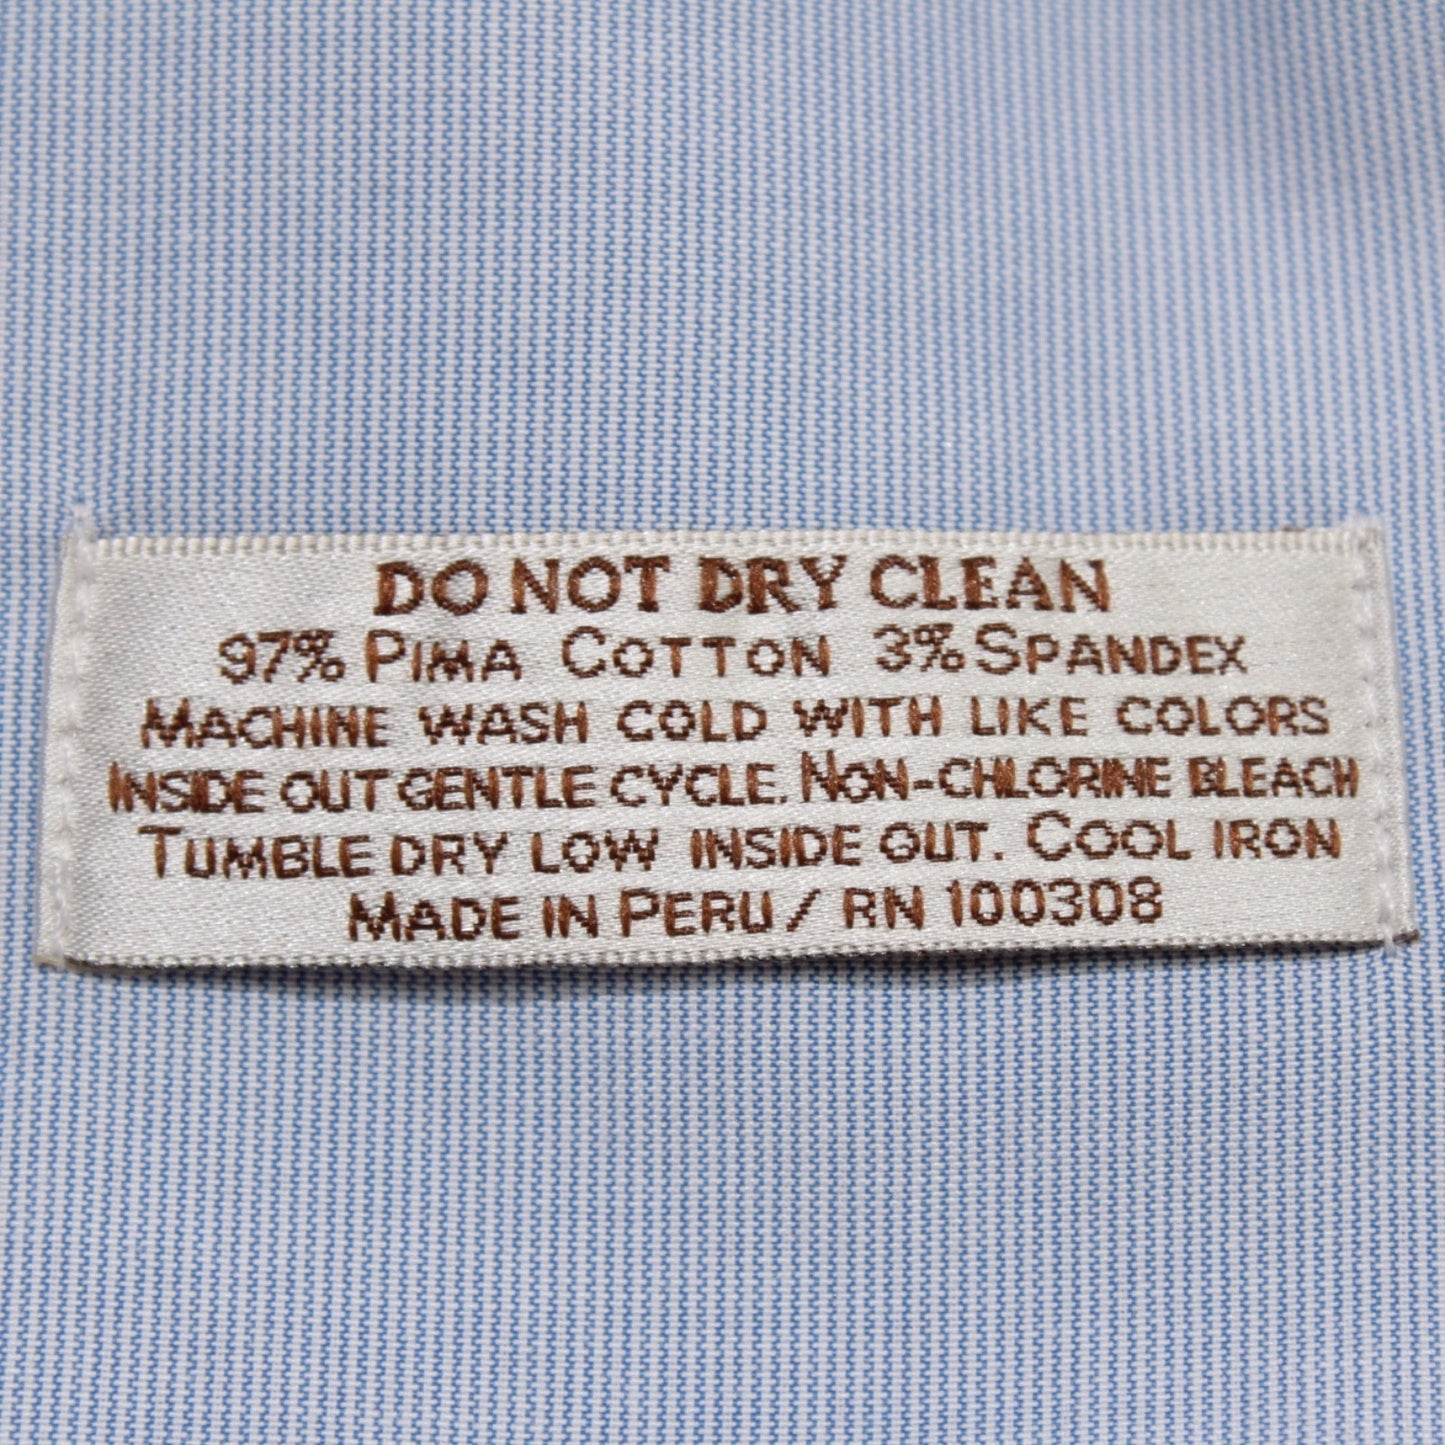 DO NOT DRY CLEAN
97% PIMA COTTON 3% SPANDEX
MACHINE WASH COLD WITH LIKE COLORS
INSIDE OUT GENTLE CYCLE. NON-CHLORINE BLEACH
TUMBLE DRY LOW INSIDE OUT. COOL IRON
MADE IN PERU / RN 100308